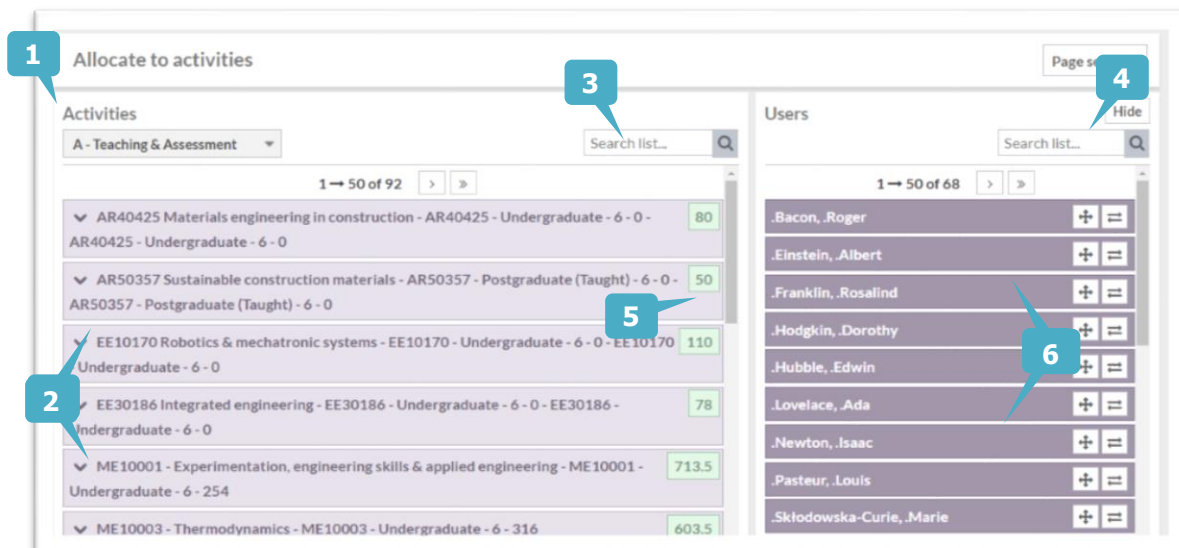 1
Allocate to activities
Page se
3
4
Activities
Users
Hide
A - Teaching & Assessment
Search list...
Search list...
1 → 50 of 92 > »
1 → 50 of 68 > »
AR40425 Materials engineering in construction - AR40425 - Undergraduate - 6 - 0 -
AR40425 - Undergraduate - 6 - 0
80
AR50357 Sustainable construction materials - AR50357 - Postgraduate (Taught) - 6 - 0 -
AR50357 - Postgraduate (Taught) - 6 - 0
50
5
EE10170 Robotics & mechatronic systems - EE10170 - Undergraduate - 6 - 0 - EE10170
Undergraduate - 6 - 0
110
2
EE30186 Integrated engineering - EE30186 - Undergraduate - 6 - 0 - EE30186 -
Undergraduate - 6 - 0
78
ME10001 - Experimentation, engineering skills & applied engineering - ME10001 -
Undergraduate - 6 - 254
713.5
ME10003 - Thermodynamics - ME10003 - Undergraduate - 6 - 316
603.5
.Bacon, .Roger
.Einstein, .Albert
.Franklin, .Rosalind
.Hodgkin, .Dorothy
.Hubble, .Edwin
6
.Lovelace, .Ada
.Newton, .Isaac
.Pasteur, .Louis
.Skłodowska-Curie, .Marie